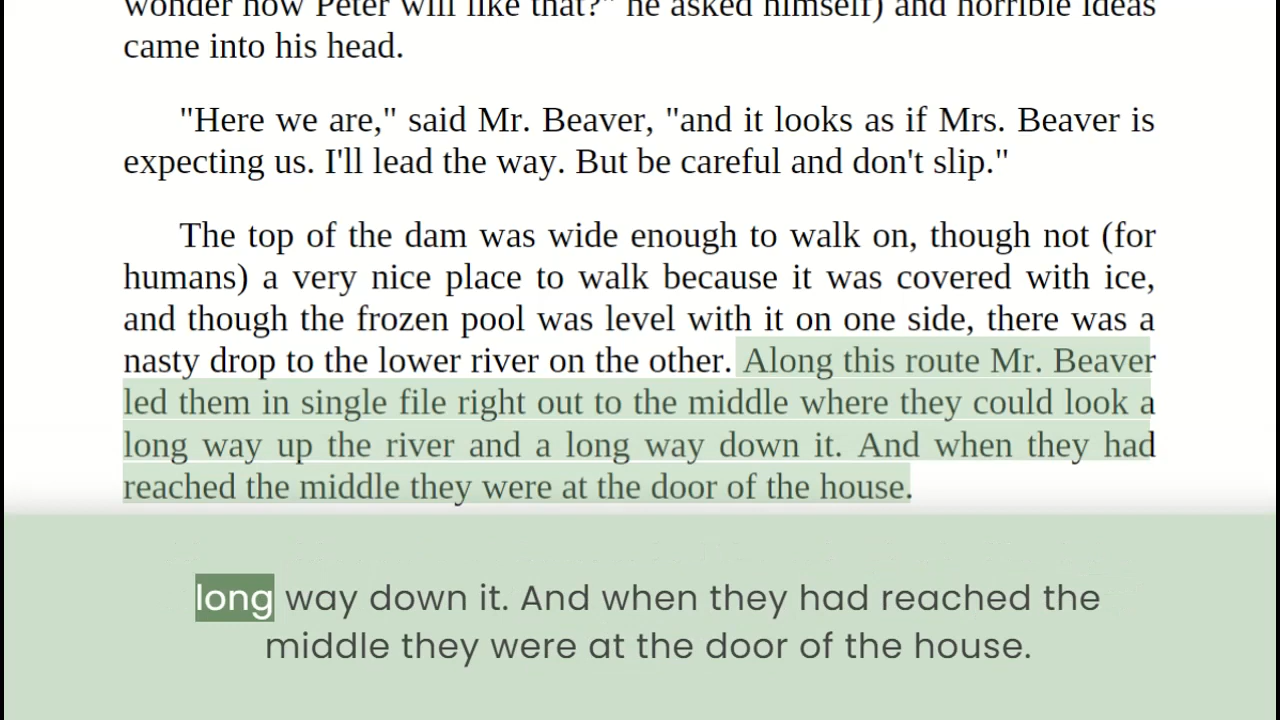 wonder how Peter will like that?" he asked himself) and horrible ideas
came into his head.
"Here we are," said Mr. Beaver, "and it looks as if Mrs. Beaver is
expecting us. I'll lead the way. But be careful and don't slip."
The top of the dam was wide enough to walk on, though not (for
humans) a very nice place to walk because it was covered with ice,
and though the frozen pool was level with it on one side, there was a
nasty drop to the lower river on the other. Along this route Mr. Beaver
led them in single file right out to the middle where they could look a
long way up the river and a long way down it. And when they had
reached the middle they were at the door of the house.
long way down it. And when they had reached the
middle they were at the door of the house.